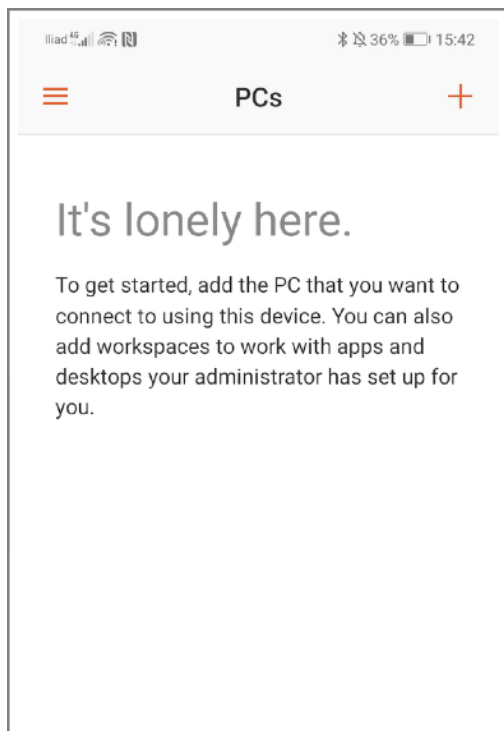 Iliad 4G 36% 15:42
PCs
It's lonely here.
To get started, add the PC that you want to
connect to using this device. You can also
add workspaces to work with apps and
desktops your administrator has set up for
you.